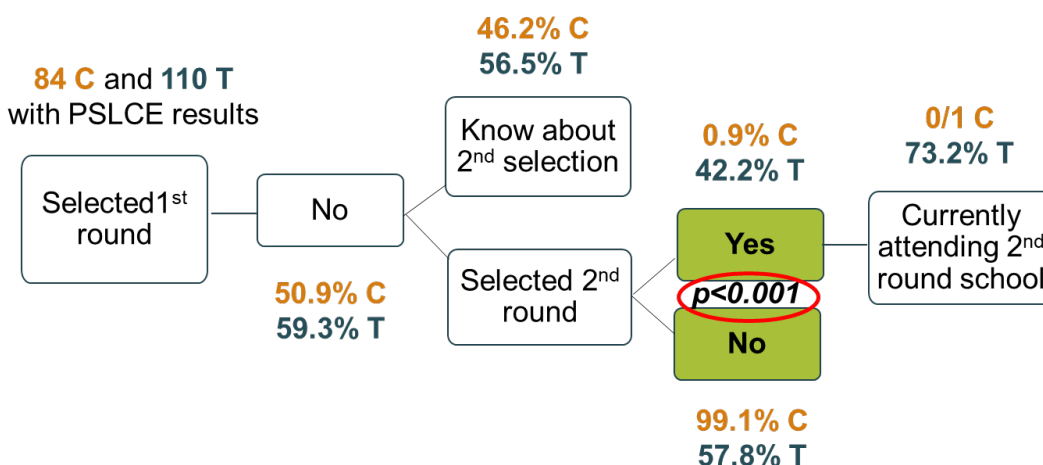 84 C and 110 T
with PSLCE results
Selected1st
round
No
50.9% C
59.3% T
46.2% C
56.5% T
Know about
2nd selection
Selected 2nd
round
0.9% C
42.2% T
Yes
p<0.001
No
99.1% C
57.8% T
0/1 C
73.2% T
Currently
attending 2nd
round school